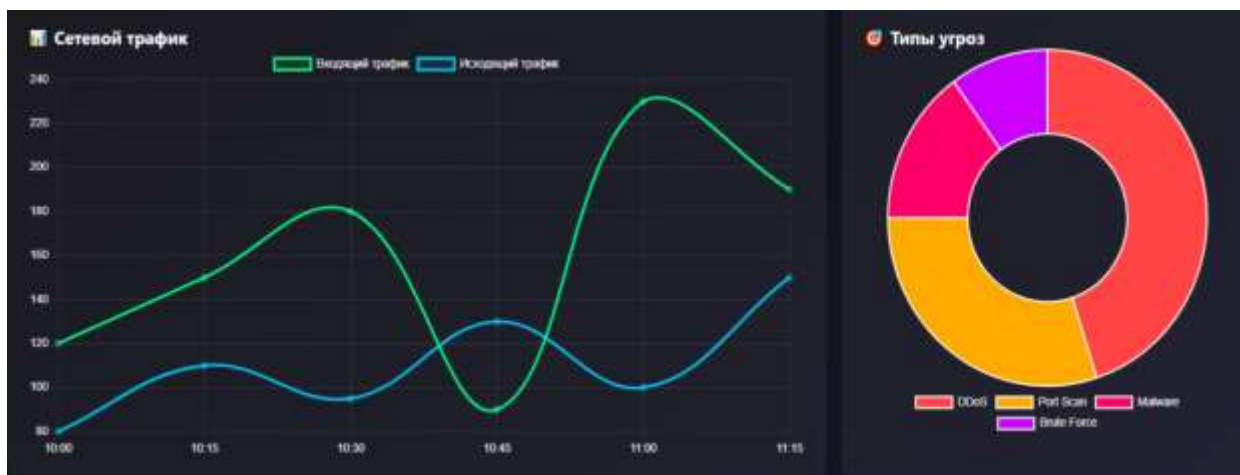 Сетевой трафик
Входящий трафик Исходящий трафик
240
220
200
180
160
140
120
100
80
10:00 10:15 10:30 10:45 11:00 11:15
Типы угроз
DDoS Port Scan Malware
Brute Force